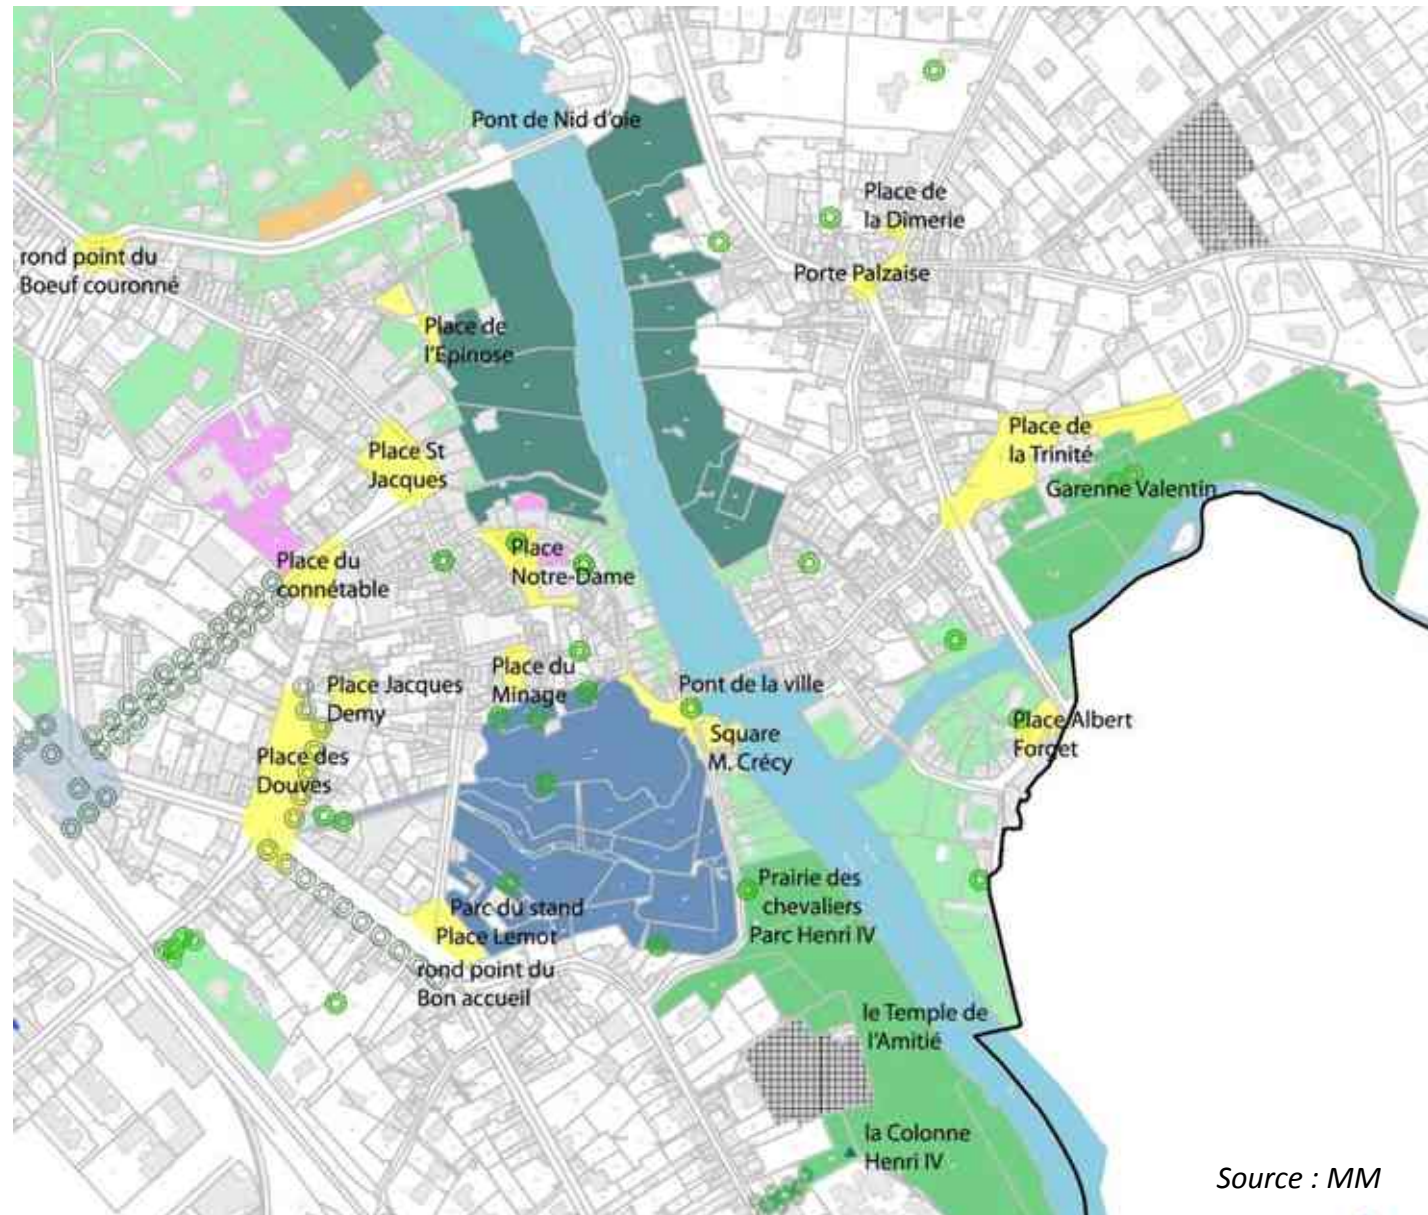 Pont de Nid d'oie
Place de
la Dîmerie
rond point du
Boeuf couronné
Porte Palzaise
Place de
l'Epinose
Place de
la Trinité
Place St
Jacques
Garenne Valentin
Place
Notre-Dame
Place du
connétable
Place du
Minage
Place Jacques
Demy
Pont de la ville
Place Albert
Forget
Square
M. Crécy
Place des
Douves
Prairie des
chevaliers
Parc Henri IV
Parc du stand
Place Lemot
rond point du
Bon accueil
le Temple de
l'Amitié
la Colonne
Henri IV
Source : MM